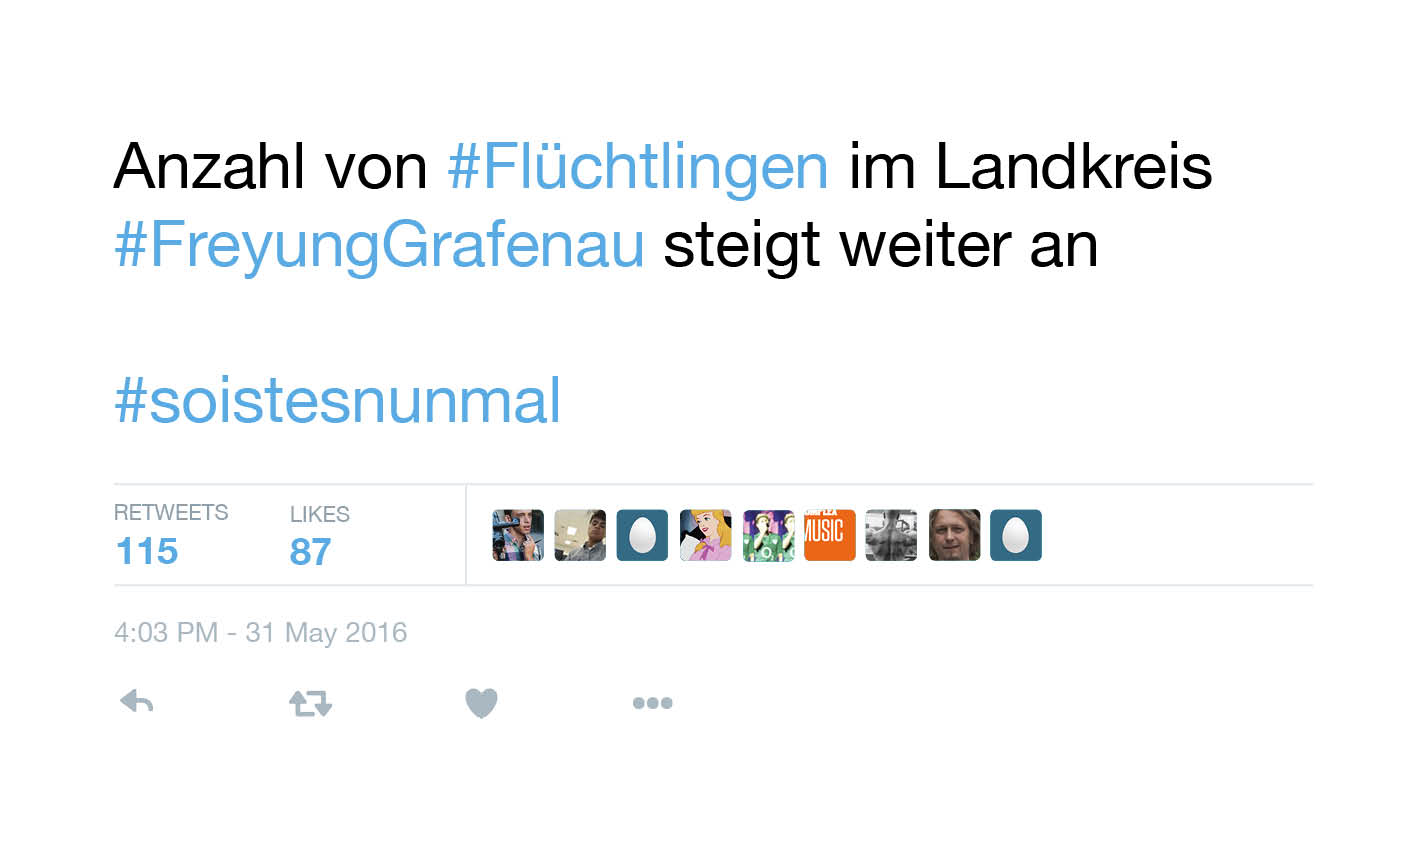 Anzahl von #Flüchtlingen im Landkreis
#FreyungGrafenau steigt weiter an
#soistesnunmal
RETWEETS LIKES
115 87
MUSIC
4:03 PM - 31 May 2016